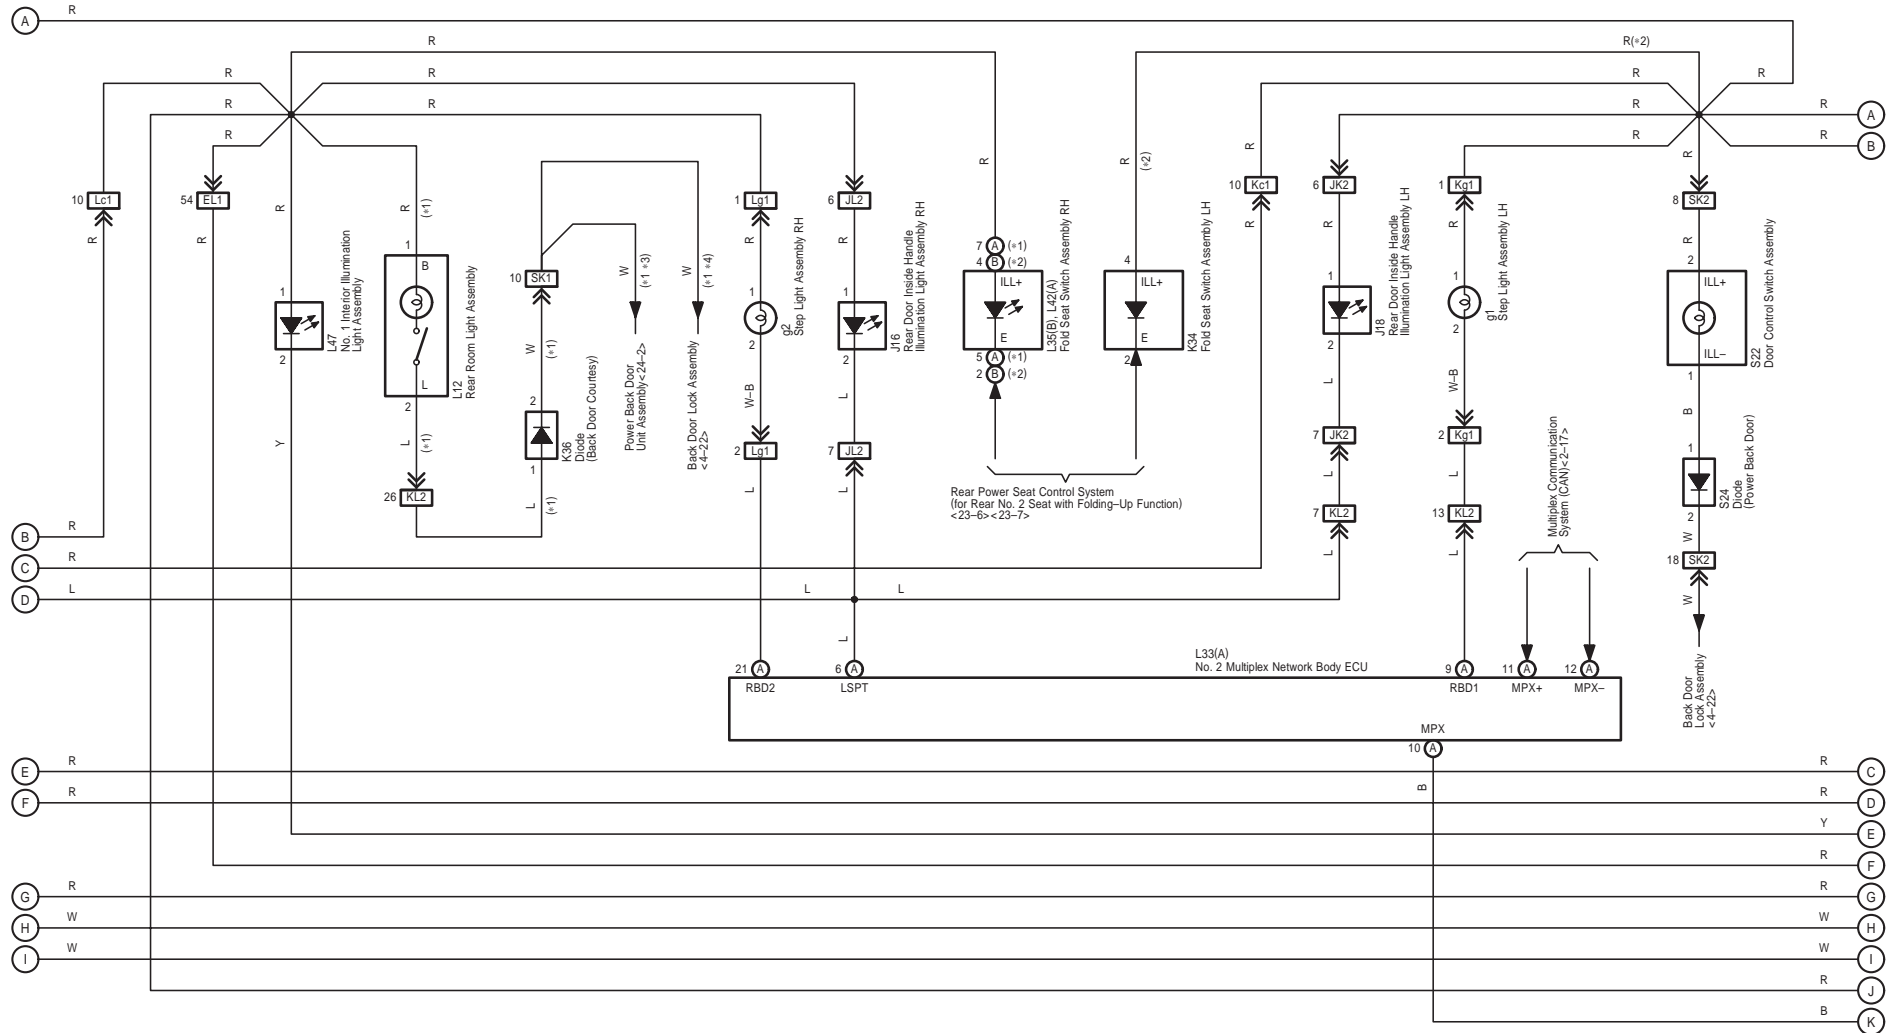 A R
R
R(*2)
R R R R R
R R R R A
R R R B
R R
(*2)
R R
10 Lc1
54 EL1
1 Lg1
6 JL2
10 Kc1
6 JK2
1 Kg1
8 SK2
R R R
R
(*1)
R R R R R R
1
2
L47
No. 1 Interior Illumination
Light Assembly
Y
1
B
L
2
L12
Rear Room Light Assembly
L
(*1)
26 KL2
10 SK1
W
(*1)
2
1
K36
Diode
(Back Door Courtesy)
L
(*1)
W
(*1 *3)
Power Back Door
Unit Assembly<24–2>
W
(*1 *4)
Back Door Lock Assembly
<4–22>
1
2
g2
Step Light Assembly RH
W–B
2 Lg1
L
1
2
J16
Rear Door Inside Handle
Illumination Light Assembly RH
L
7 JL2
L
7 A (*1)
4 B (*2)
ILL+
E
5 A (*1)
2 B (*2)
L35(B), L42(A)
Fold Seat Switch Assembly RH
4
ILL+
E
2
K34
Fold Seat Switch Assembly LH
Rear Power Seat Control System
(for Rear No. 2 Seat with Folding–Up Function)
<23–6><23–7>
1
2
J18
Rear Door Inside Handle
Illumination Light Assembly LH
L
7 JK2
L
7 KL2
L
1
2
g1
Step Light Assembly LH
W–B
2 Kg1
L
13 KL2
L
Multiplex Communication
System (CAN)<2–17>
2
ILL+
ILL–
1
S22
Door Control Switch Assembly
B
1
2
S24
Diode
(Power Back Door)
W
18 SK2
W
Back Door
Lock Assembly
<4–22>
B R
C R
D L L L
L
L33(A)
No. 2 Multiplex Network Body ECU
21 A 6 A 9 A 11 A 12 A
RBD2 LSPT RBD1 MPX+ MPX–
MPX
10 A
B
E R R C
F R R D
Y E
R F
G R R G
H W W H
I W W I
R J
B K